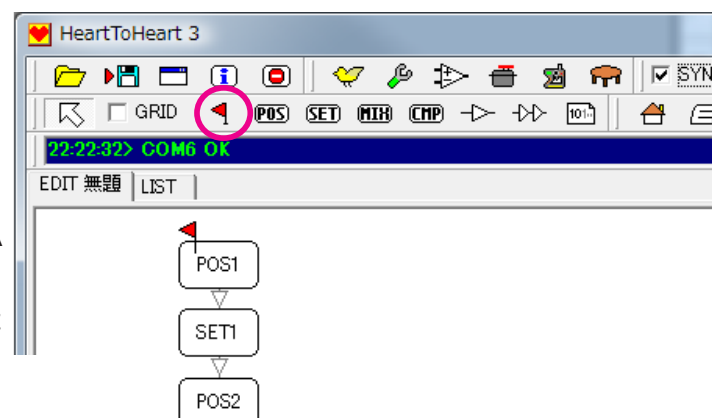 HeartToHeart 3
SYN
GRID POS SET MIX CMP 101..
22:22:32> COM6 OK
EDIT 無題 LIST
POS1
SET1
POS2